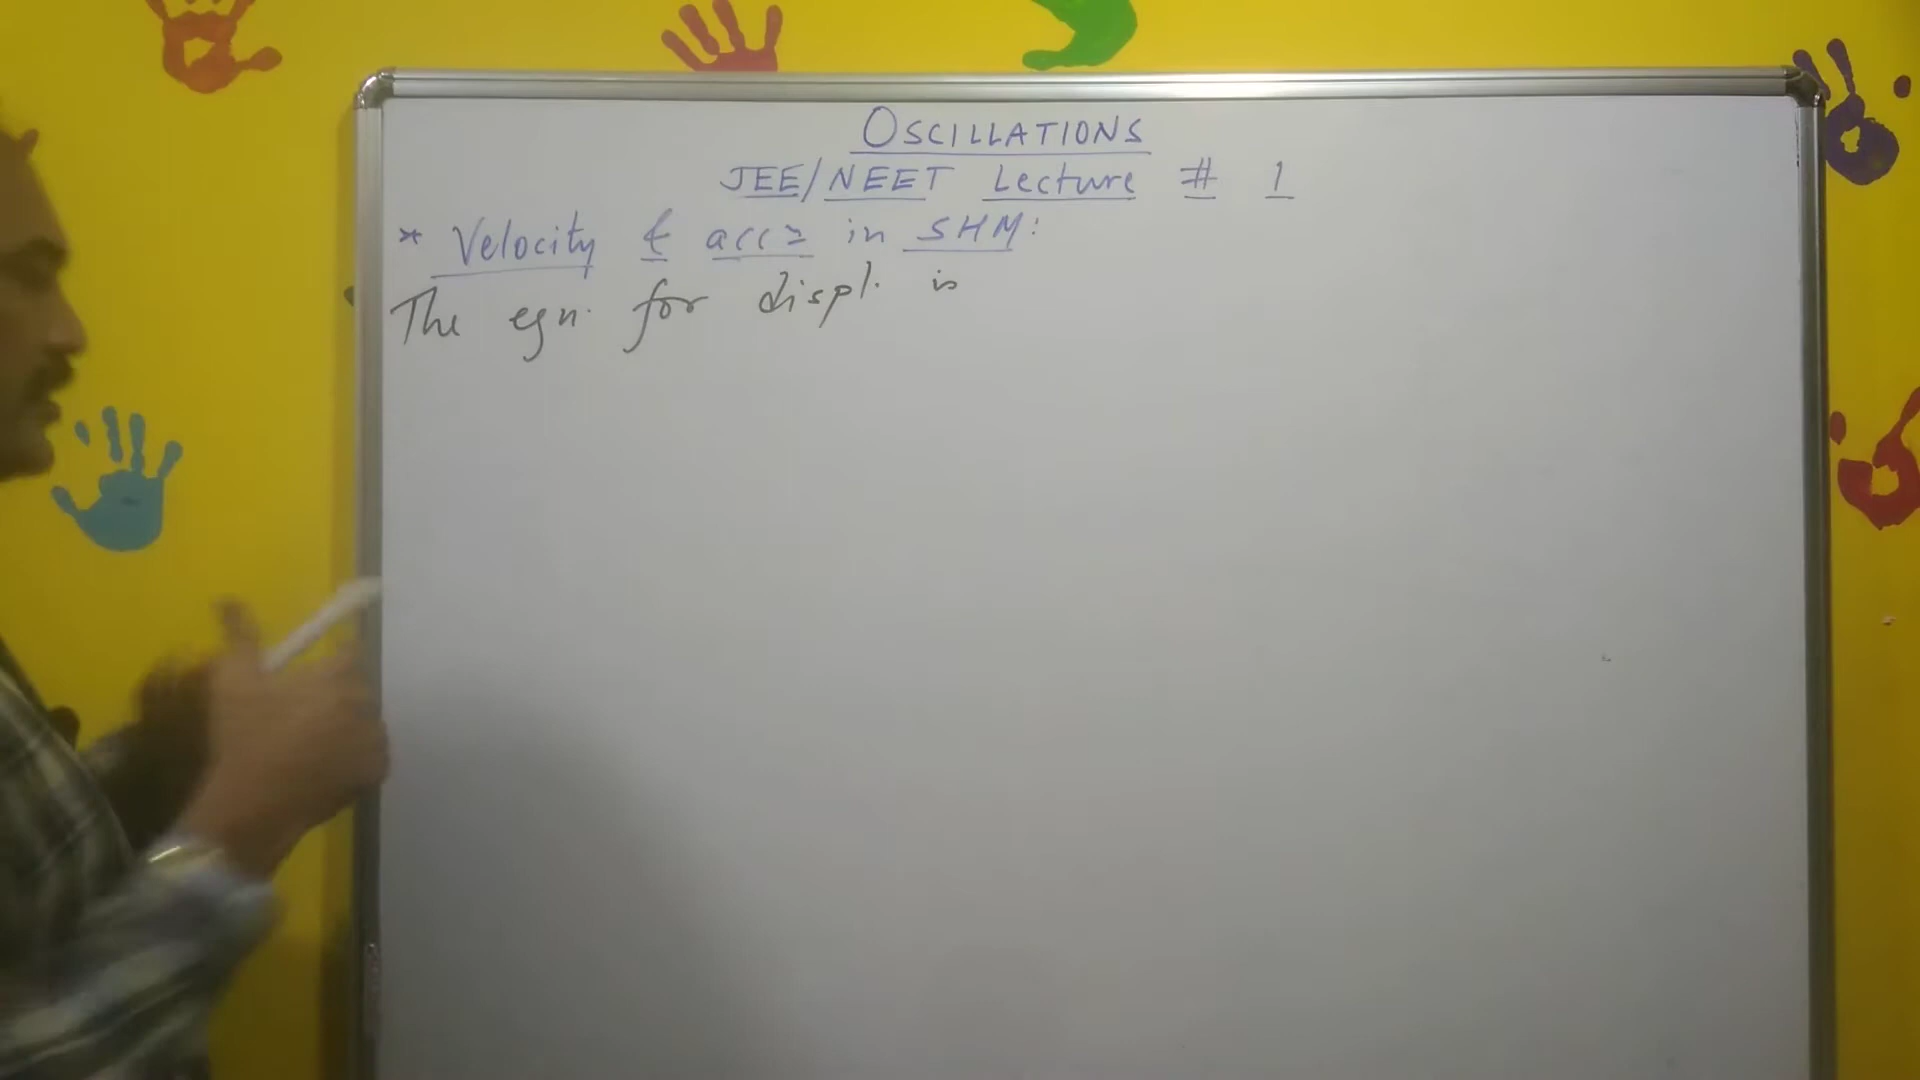 OSCILLATIONS
JEE/NEET Lecture # 1
* Velocity & accn in SHM:
The eqn. for displ. is